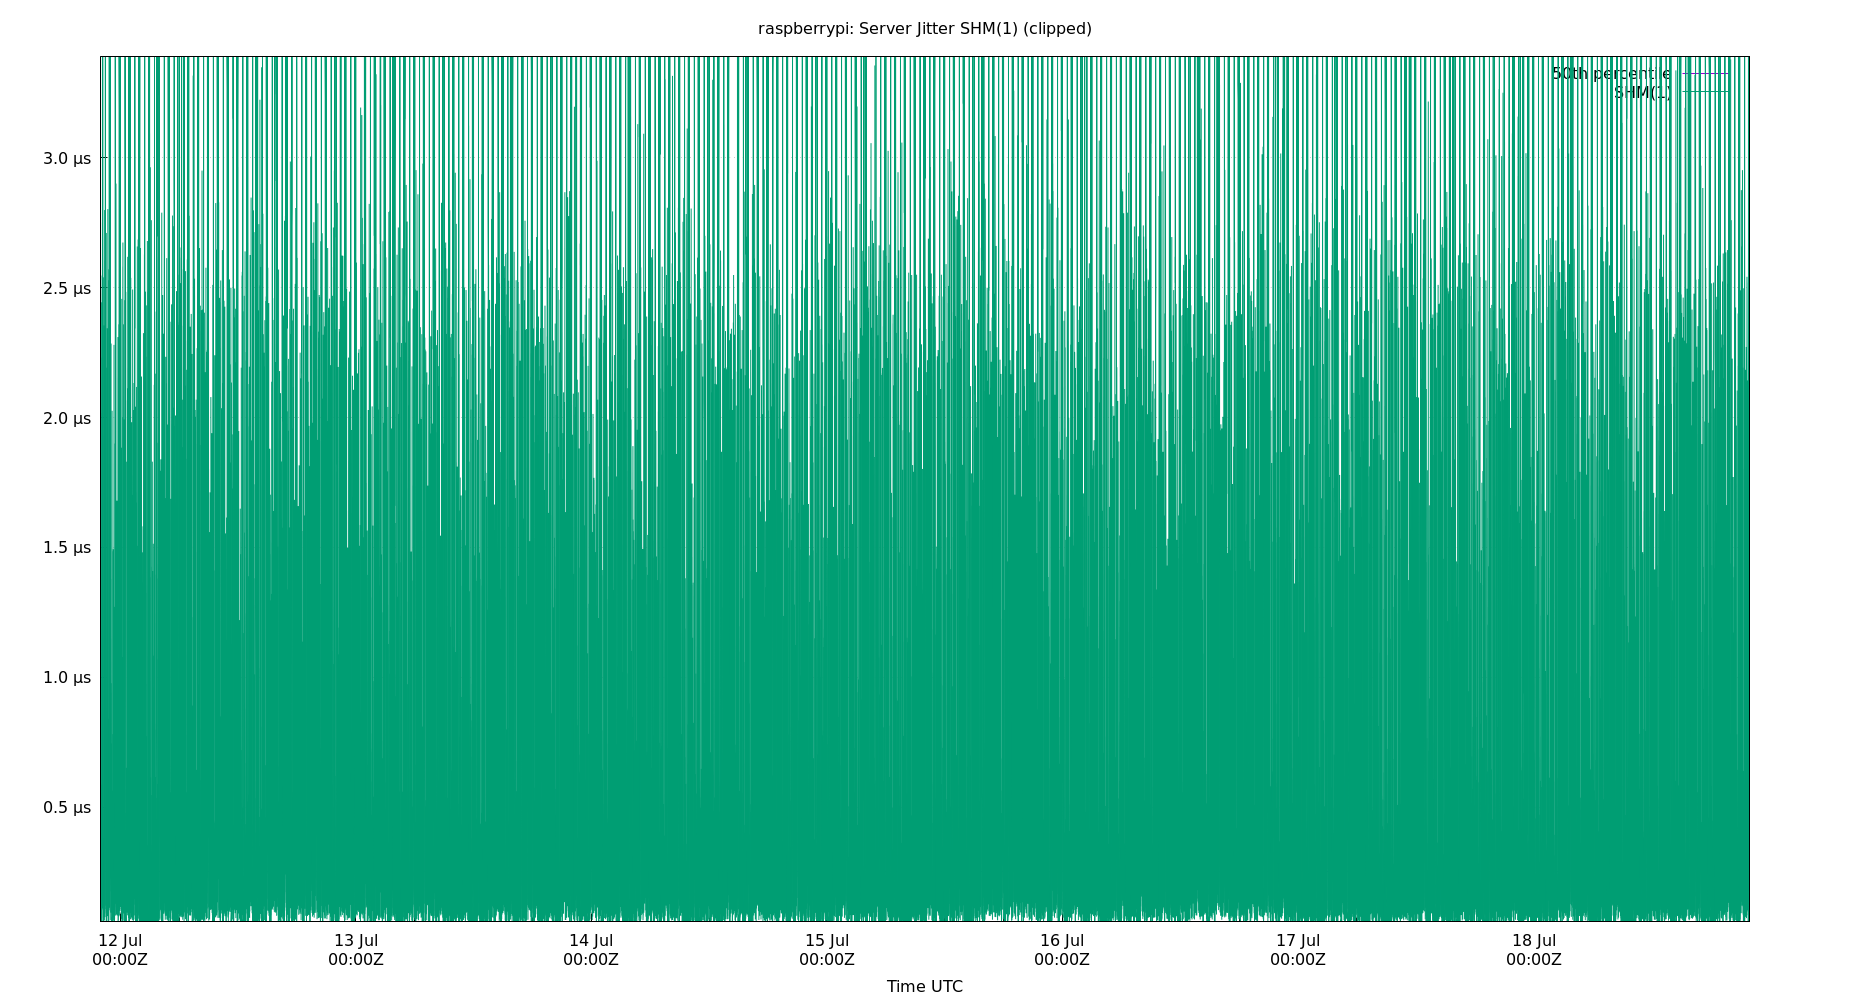 raspberrypi: Server Jitter SHM(1) (clipped)
50th percentile
SHM(1)
3.0 µs
2.5 µs
2.0 µs
1.5 µs
1.0 µs
0.5 µs
12 Jul 13 Jul 14 Jul 15 Jul 16 Jul 17 Jul 18 Jul
00:00Z 00:00Z 00:00Z 00:00Z 00:00Z 00:00Z 00:00Z
Time UTC